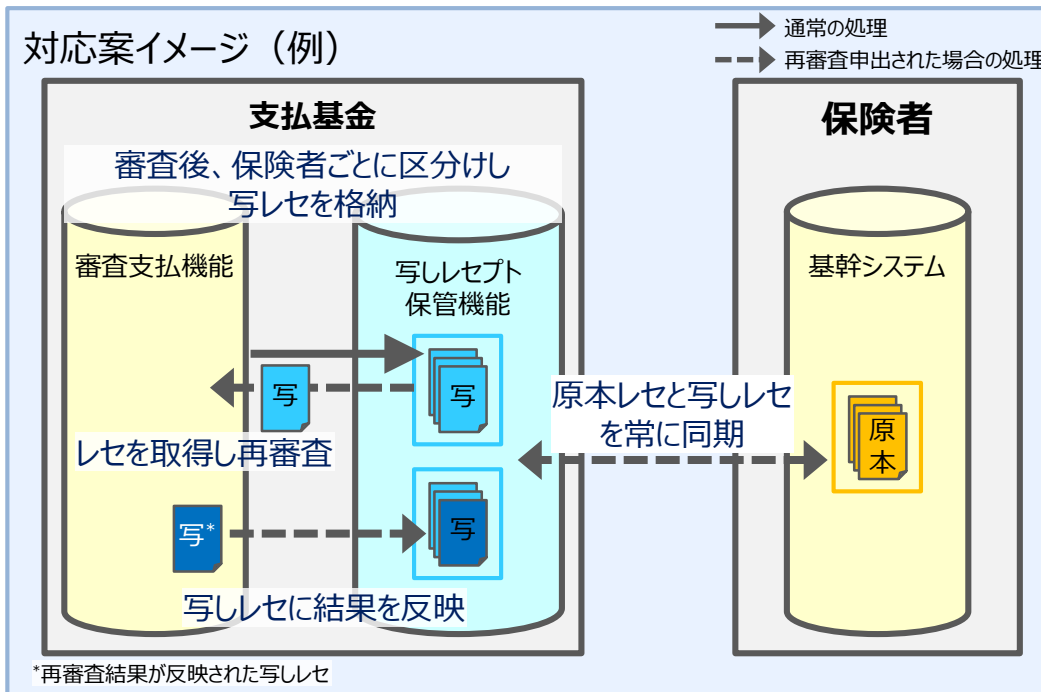 対応案イメージ（例）
通常の処理
再審査申出された場合の処理
支払基金
保険者
審査後、保険者ごとに区分けし
写レセを格納
審査支払機能
写しレセプト
保管機能
基幹システム
写
写
原本レセと写しレセ
を常に同期
原
本
レセを取得し再審査
写*
写
写しレセに結果を反映
*再審査結果が反映された写しレセ